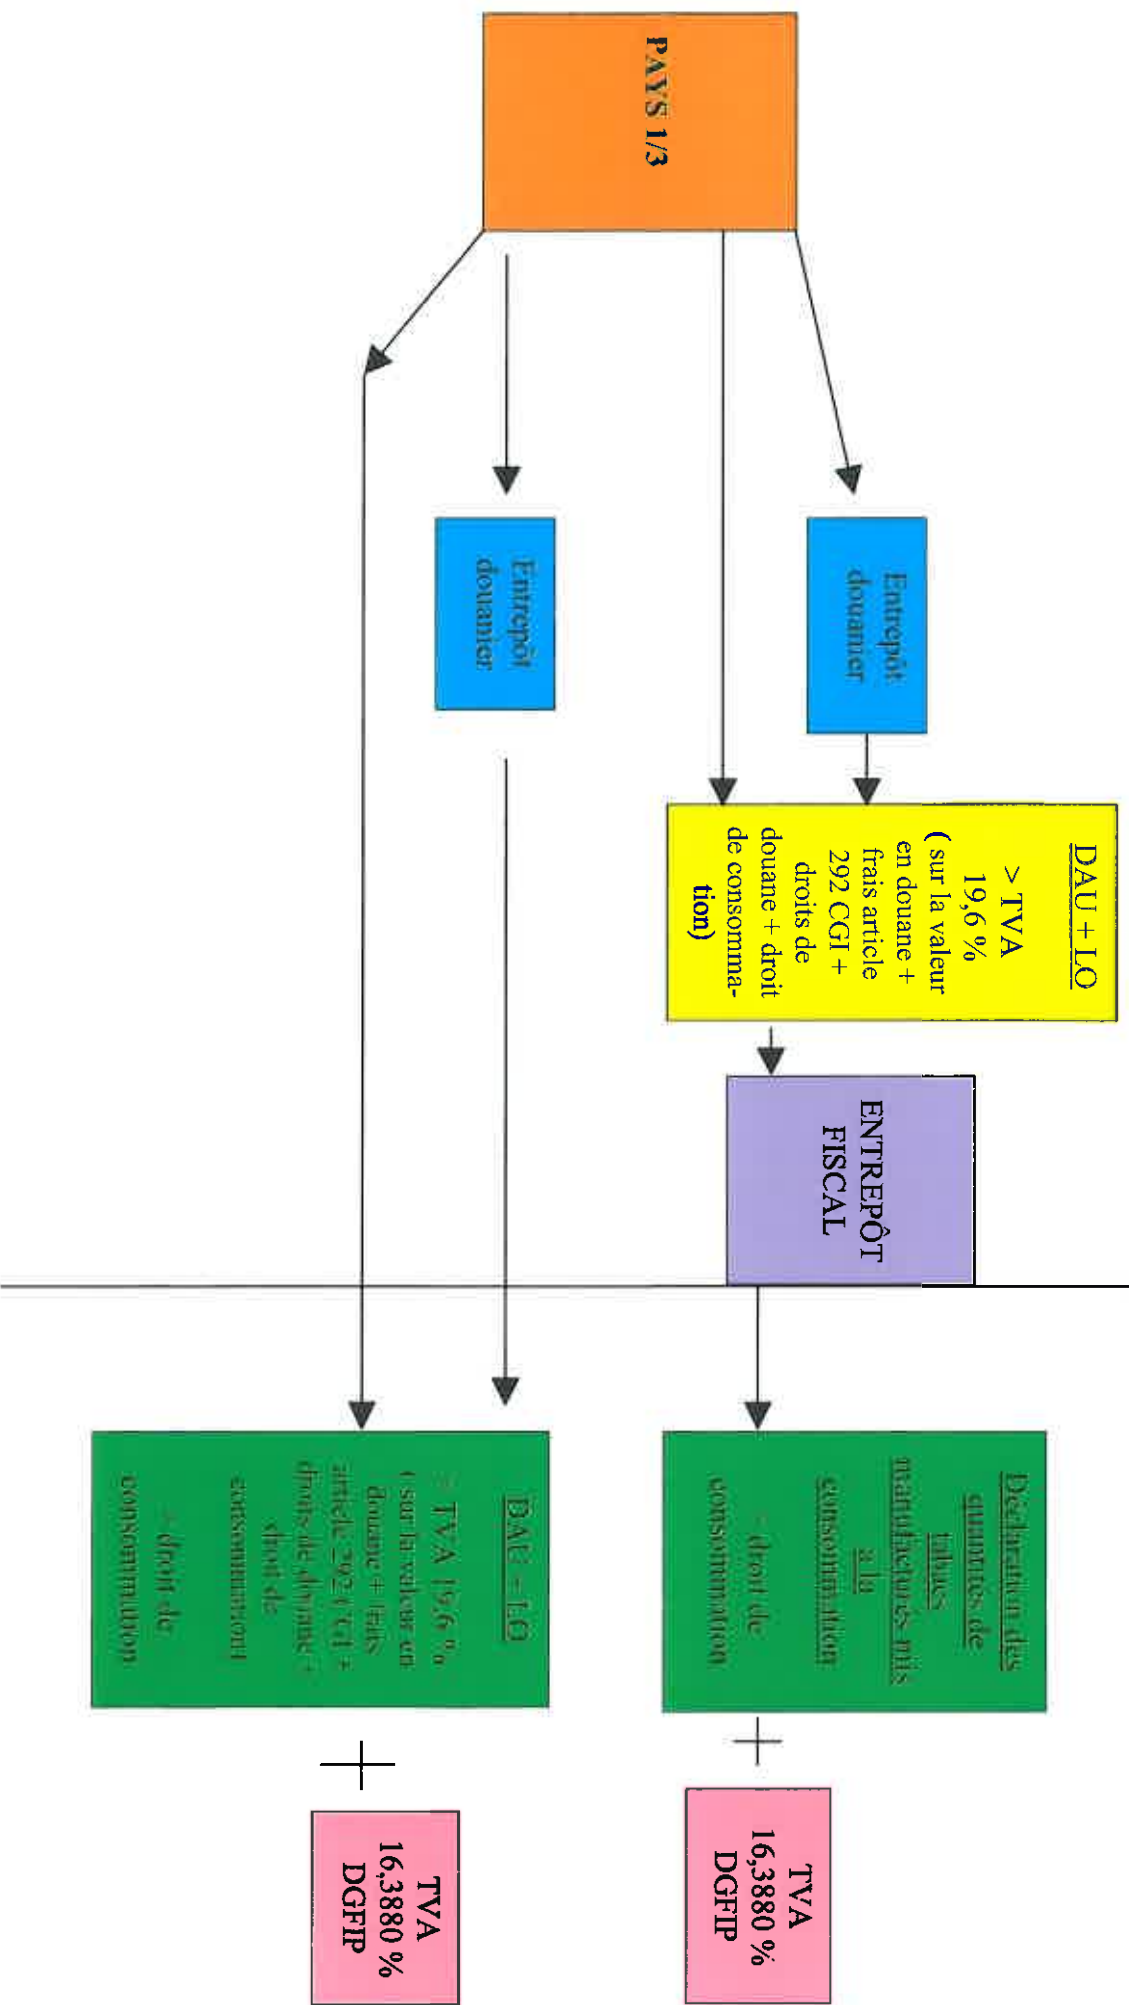 PAYS 1/3
Entrepôt
douanier
DAU + LO
> TVA
19,6 %
( sur la valeur
en douane +
frais article
292 CGI +
droits de
douane + droit
de consomma-
tion)
ENTREPÔT
FISCAL
Déclaration des
quantités de
tabacs
manufacturés mis
à la
consommation
> droit de
consommation
TVA
16,3880 %
DGFIP
Entrepôt
douanier
DAU + LO
> TVA 19,6 %
( sur la valeur en
douane + frais
article 292 CGI +
droits de douane +
droit de
consommation)
> droit de
consommation
TVA
16,3880 %
DGFIP